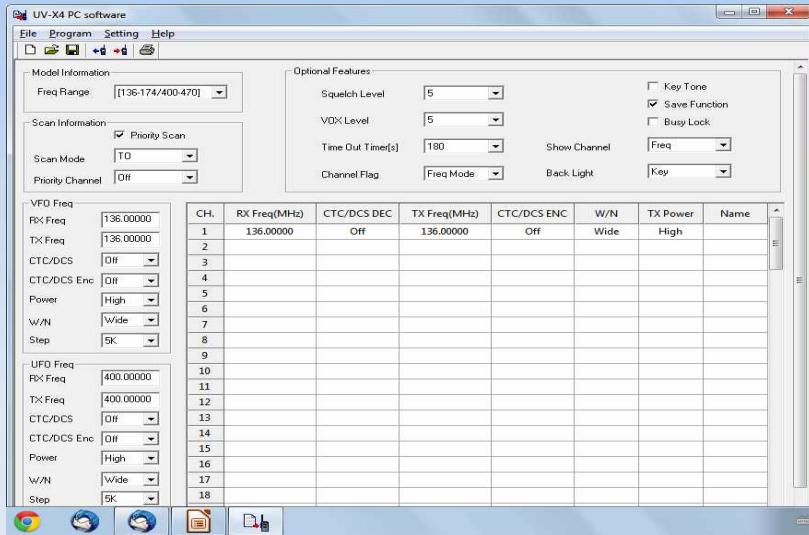 UV-X4 PC software
File Program Setting Help
Model Information
Freq Range [136-174/400-470]
Scan Information
Priority Scan
Scan Mode TO
Priority Channel Off
Optional Features
Squelch Level 5
VOX Level 5
Time Out Timer[s] 180
Channel Flag Freq Mode
Key Tone
Save Function
Busy Lock
Show Channel Freq
Back Light Key
VFO Freq
RX Freq 136.00000
TX Freq 136.00000
CTC/DCS Off
CTC/DCS Enc Off
Power High
W/N Wide
Step 5K
UFO Freq
RX Freq 400.00000
TX Freq 400.00000
CTC/DCS Off
CTC/DCS Enc Off
Power High
W/N Wide
Step 5K
CH. RX Freq(MHz) CTC/DCS DEC TX Freq(MHz) CTC/DCS ENC W/N TX Power Name
1 136.00000 Off 136.00000 Off Wide High
2
3
4
5
6
7
8
9
10
11
12
13
14
15
16
17
18